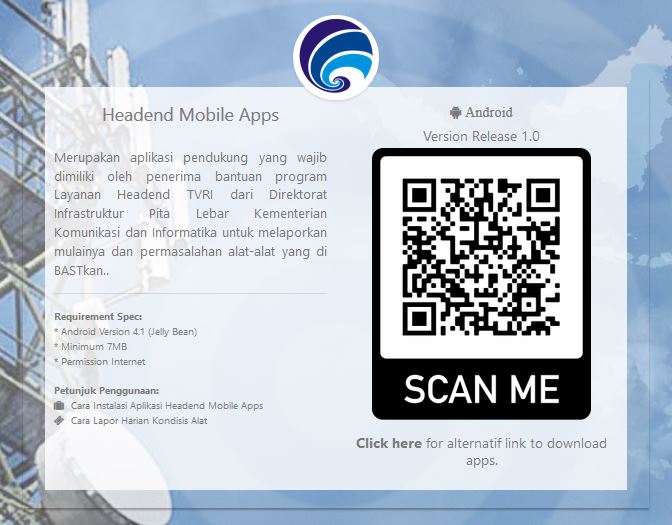 Headend Mobile Apps
Merupakan aplikasi pendukung yang wajib
dimiliki oleh penerima bantuan program
Layanan Headend TVRI dari Direktorat
Infrastruktur Pita Lebar Kementerian
Komunikasi dan Informatika untuk melaporkan
mulainya dan permasalahan alat-alat yang di
BASTkan..
Requirement Spec:
* Android Version 4.1 (Jelly Bean)
* Minimum 7MB
* Permission Internet
Petunjuk Penggunaan:
Cara Instalasi Aplikasi Headend Mobile Apps
Cara Lapor Harian Kondisis Alat
Android
Version Release 1.0
SCAN ME
Click here for alternatif link to download
apps.